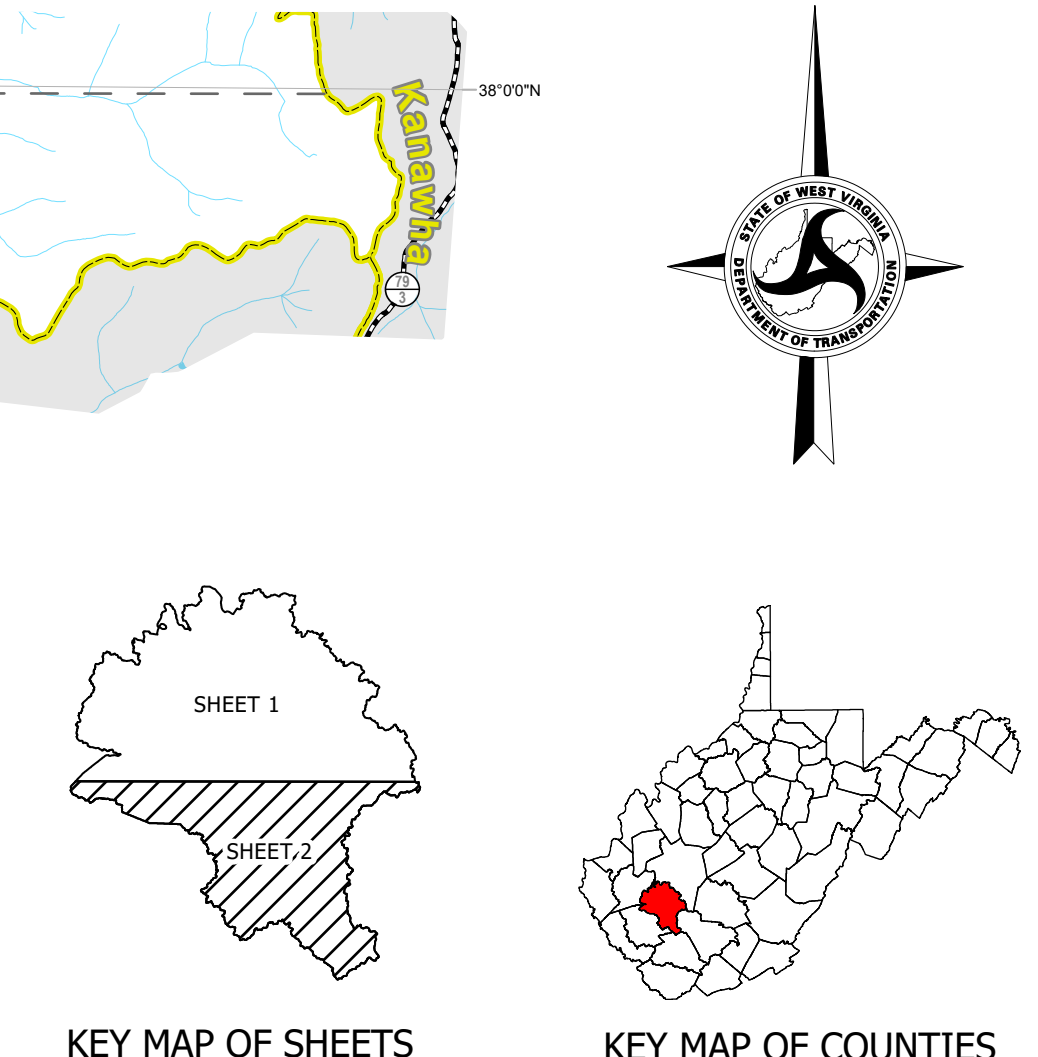 38°0'0"N
Kanawha
79
3
STATE OF WEST VIRGINIA
DEPARTMENT OF TRANSPORTATION
SHEET 1
SHEET 2
KEY MAP OF SHEETS
KEY MAP OF COUNTIES